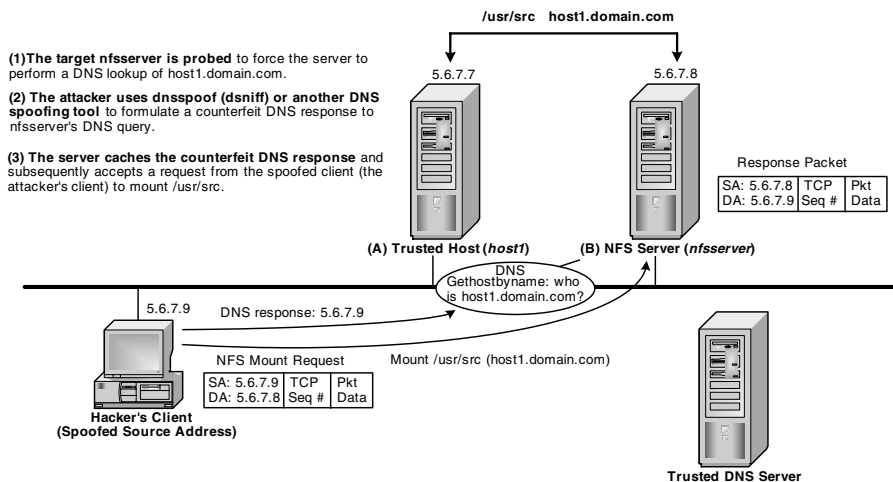 /usr/src host1.domain.com
(1)The target nfsserver is probed to force the server to
perform a DNS lookup of host1.domain.com.
(2) The attacker uses dnsspoof (dsniff) or another DNS
spoofing tool to formulate a counterfeit DNS response to
nfsserver's DNS query.
(3) The server caches the counterfeit DNS response and
subsequently accepts a request from the spoofed client (the
attacker's client) to mount /usr/src.
5.6.7.7
5.6.7.8
Response Packet
SA: 5.6.7.8 TCP Pkt
DA: 5.6.7.9 Seq # Data
(A) Trusted Host (host1)
(B) NFS Server (nfsserver)
DNS
Gethostbyname: who
is host1.domain.com?
5.6.7.9
DNS response: 5.6.7.9
NFS Mount Request
Mount /usr/src (host1.domain.com)
SA: 5.6.7.9 TCP Pkt
DA: 5.6.7.8 Seq # Data
Hacker's Client
(Spoofed Source Address)
Trusted DNS Server